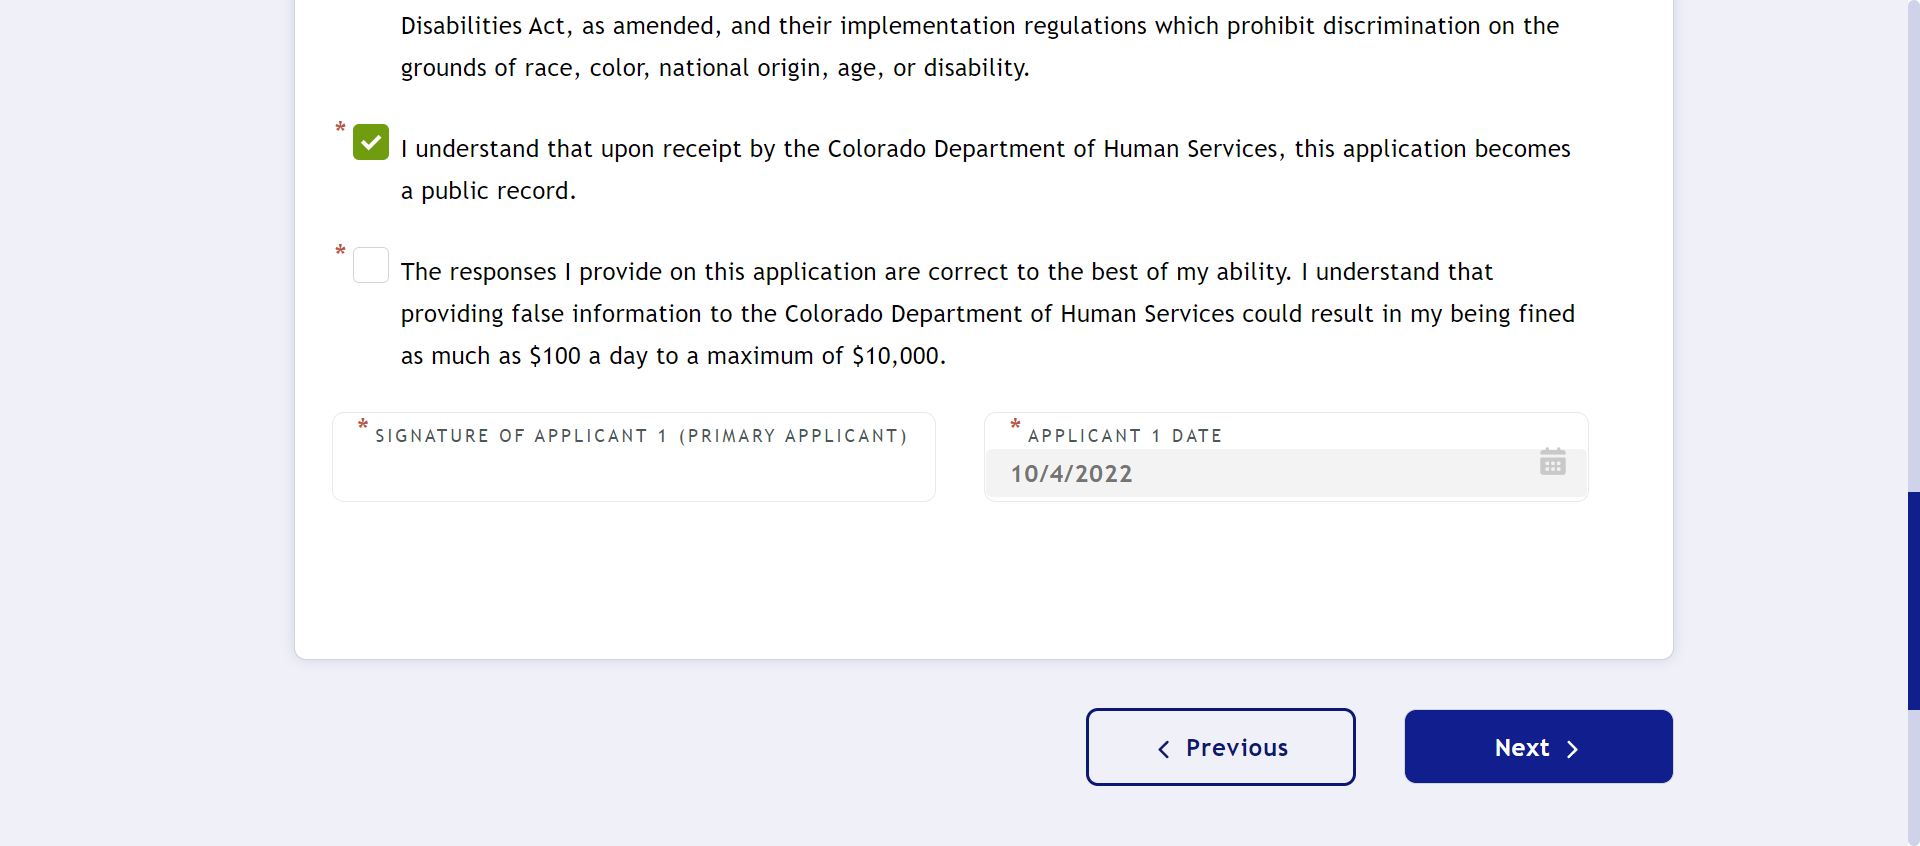 Disabilities Act, as amended, and their implementation regulations which prohibit discrimination on the
grounds of race, color, national origin, age, or disability.
* I understand that upon receipt by the Colorado Department of Human Services, this application becomes
a public record.
* The responses I provide on this application are correct to the best of my ability. I understand that
providing false information to the Colorado Department of Human Services could result in my being fined
as much as $100 a day to a maximum of $10,000.
* SIGNATURE OF APPLICANT 1 (PRIMARY APPLICANT)
* APPLICANT 1 DATE
10/4/2022
Previous
Next